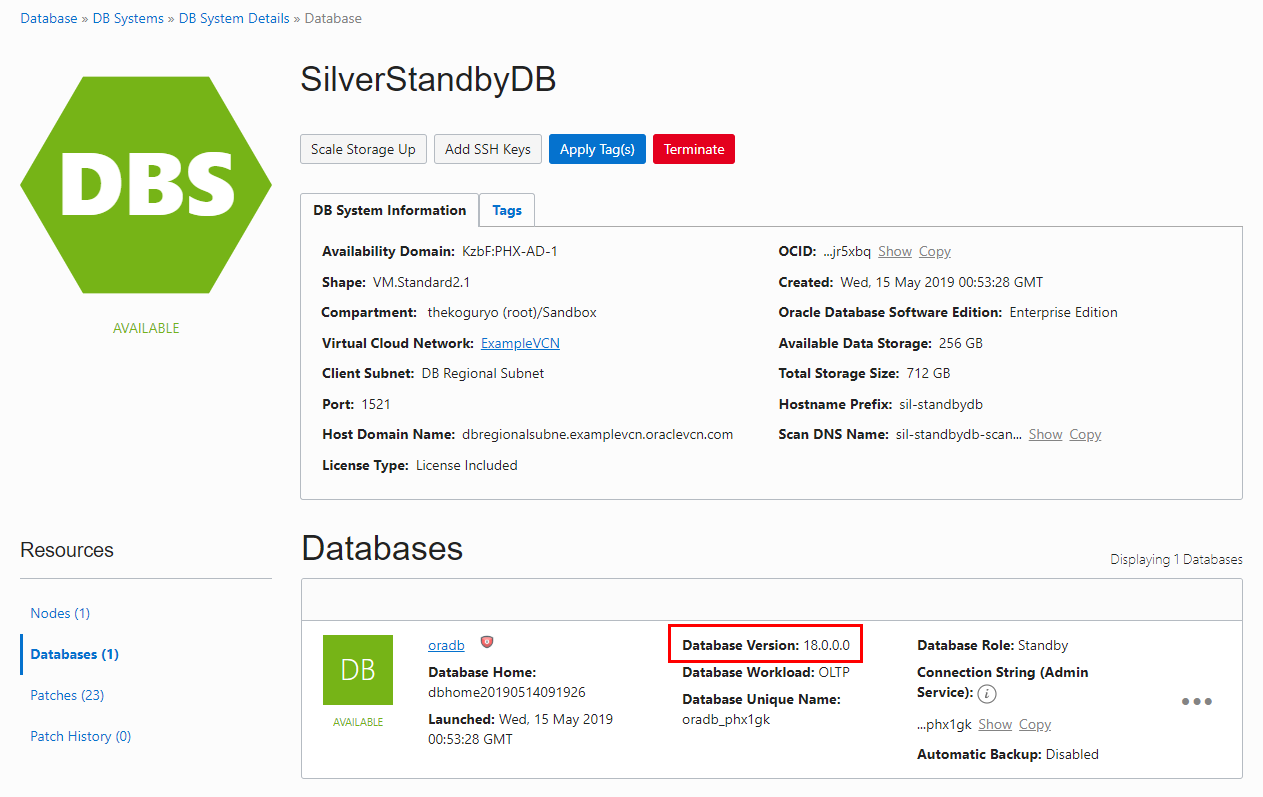 Database » DB Systems » DB System Details » Database
DBS
AVAILABLE
SilverStandbyDB
Scale Storage Up Add SSH Keys Apply Tag(s) Terminate
DB System Information Tags
Availability Domain: KzbF:PHX-AD-1
Shape: VM.Standard2.1
Compartment: thekoguryo (root)/Sandbox
Virtual Cloud Network: ExampleVCN
Client Subnet: DB Regional Subnet
Port: 1521
Host Domain Name: dbregionalsubne.examplevcn.oraclevcn.com
License Type: License Included
OCID: ...jr5xbq Show Copy
Created: Wed, 15 May 2019 00:53:28 GMT
Oracle Database Software Edition: Enterprise Edition
Available Data Storage: 256 GB
Total Storage Size: 712 GB
Hostname Prefix: sil-standbydb
Scan DNS Name: sil-standbydb-scan... Show Copy
Resources
Nodes (1)
Databases (1)
Patches (23)
Patch History (0)
Databases
Displaying 1 Databases
DB
AVAILABLE
oradb
Database Home:
dbhome20190514091926
Launched: Wed, 15 May 2019
00:53:28 GMT
Database Version: 18.0.0.0
Database Workload: OLTP
Database Unique Name:
oradb_phx1gk
Database Role: Standby
Connection String (Admin
Service): i
...phx1gk Show Copy
Automatic Backup: Disabled